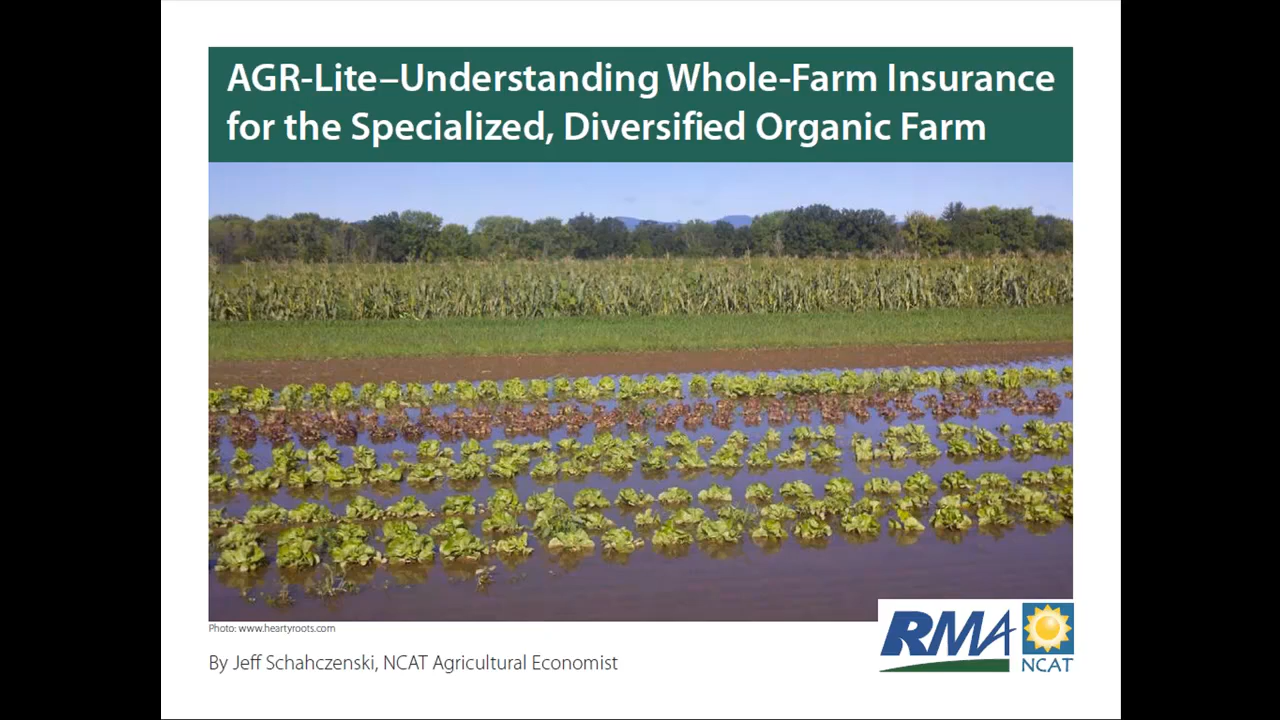 AGR-Lite–Understanding Whole-Farm Insurance
for the Specialized, Diversified Organic Farm
Photo: www.heartyroots.com
By Jeff Schahczenski, NCAT Agricultural Economist
RMA
NCAT